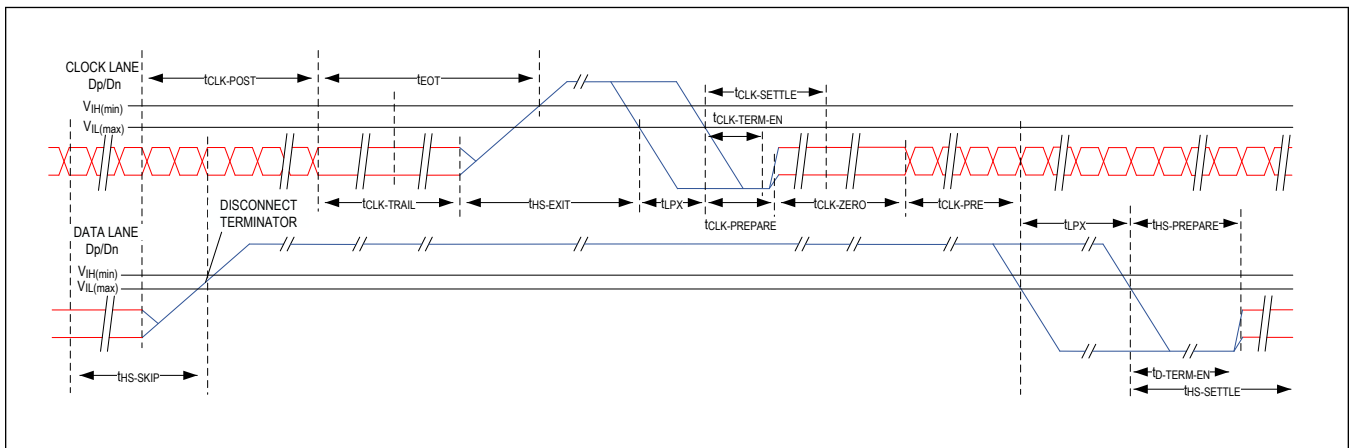 CLOCK LANE
Dp/Dn
tCLK-POST
tEOT
tCLK-SETTLE
VIH(min)
VIL(max)
tCLK-TERM-EN
tCLK-TRAIL
tHS-EXIT
tLPX
tCLK-PREPARE
tCLK-ZERO
tCLK-PRE
DISCONNECT
TERMINATOR
DATA LANE
Dp/Dn
tLPX
tHS-PREPARE
VIH(min)
VIL(max)
tHS-SKIP
tD-TERM-EN
tHS-SETTLE